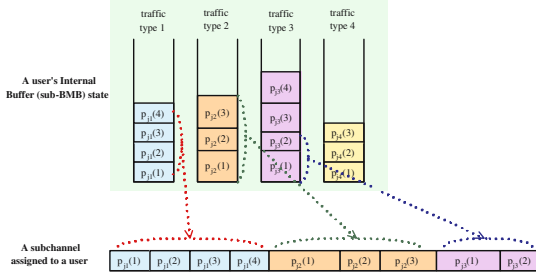 traffic type 1
traffic type 2
traffic type 3
traffic type 4
A user's Internal
Buffer (sub-BMB) state
p_j1(4)
p_j1(3)
p_j1(2)
p_j1(1)
p_j2(3)
p_j2(2)
p_j2(1)
p_j3(4)
p_j3(3)
p_j3(2)
p_j3(1)
p_j4(3)
p_j4(2)
p_j4(1)
A subchannel
assigned to a user
p_j1(1) p_j1(2) p_j1(3) p_j1(4) p_j2(1) p_j2(2) p_j2(3) p_j3(1) p_j3(2)